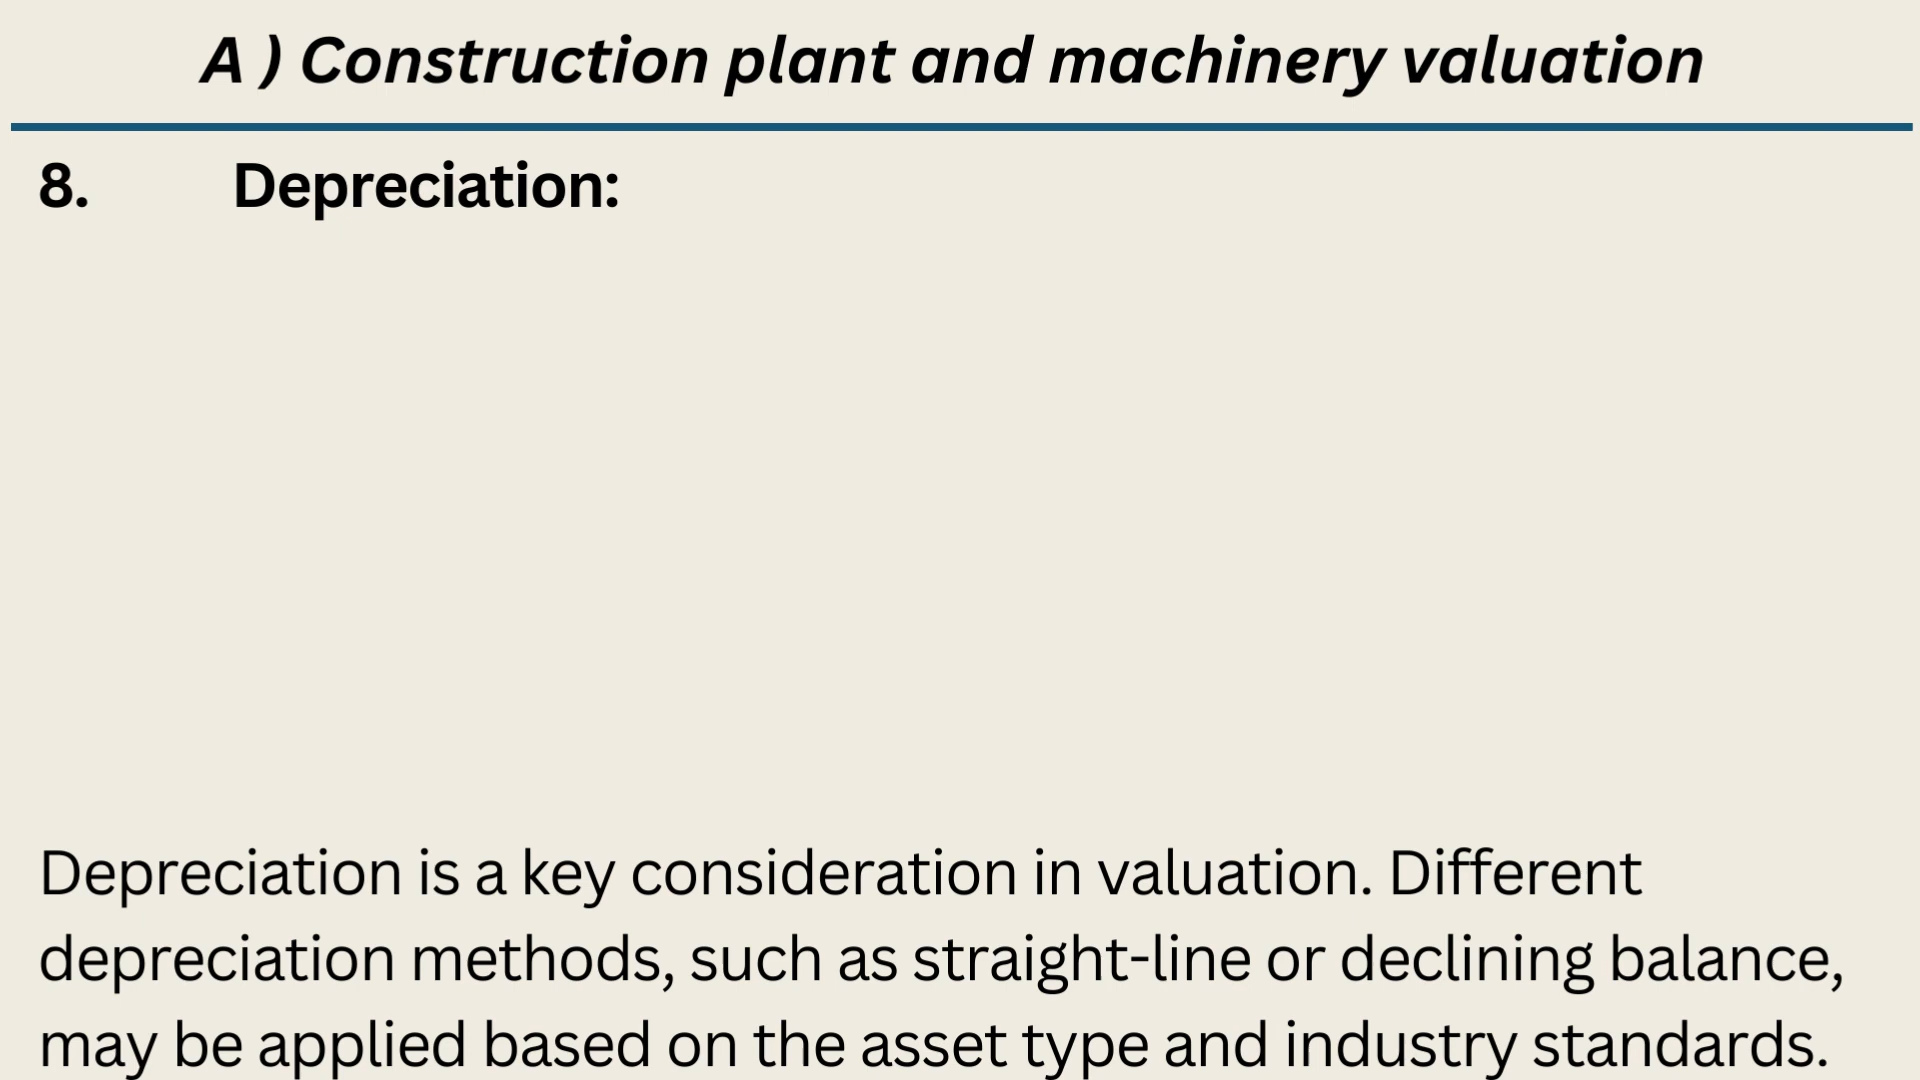 A ) Construction plant and machinery valuation
8. Depreciation:
Depreciation is a key consideration in valuation. Different
depreciation methods, such as straight-line or declining balance,
may be applied based on the asset type and industry standards.